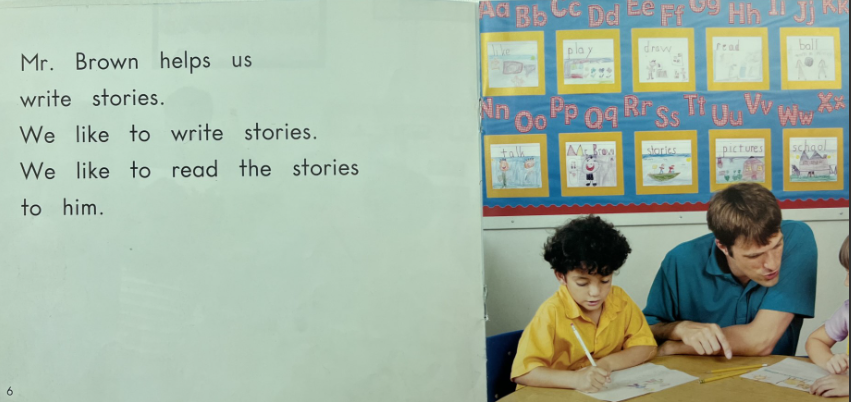 Mr. Brown helps us
write stories.
We like to write stories.
We like to read the stories
to him.
6
Aa Bb Cc Dd Ee Ff Gg Hh Ii Jj Kk
like play draw read ball
Nn Oo Pp Qq Rr Ss Tt Uu Vv Ww Xx
talk Mr. Brown stories pictures school